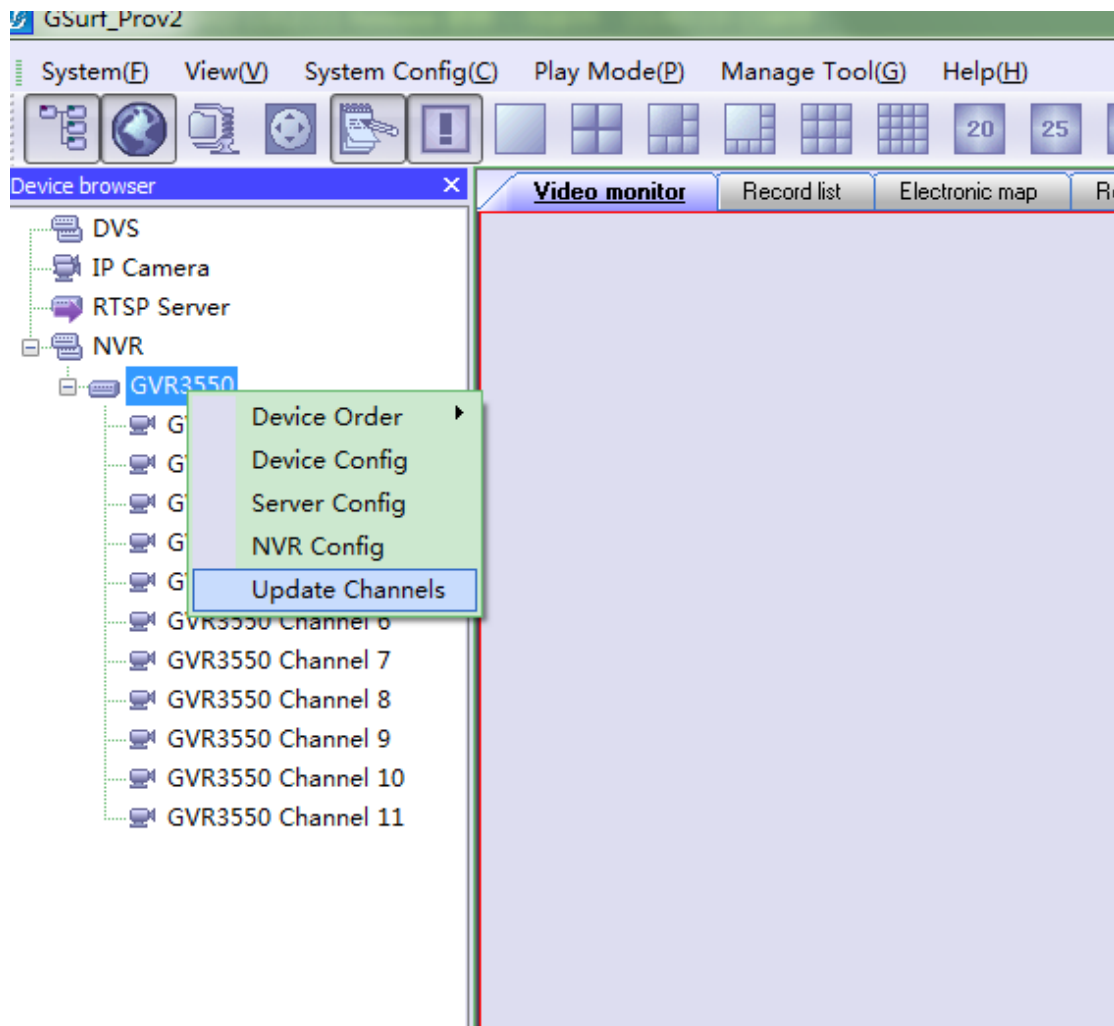 GSurf_Prov2
System(F) View(V) System Config(C) Play Mode(P) Manage Tool(G) Help(H)
20 25
Device browser
Video monitor Record list Electronic map
DVS
IP Camera
RTSP Server
NVR
GVR3550
Device Order
Device Config
Server Config
NVR Config
Update Channels
GVR3550 Channel 6
GVR3550 Channel 7
GVR3550 Channel 8
GVR3550 Channel 9
GVR3550 Channel 10
GVR3550 Channel 11